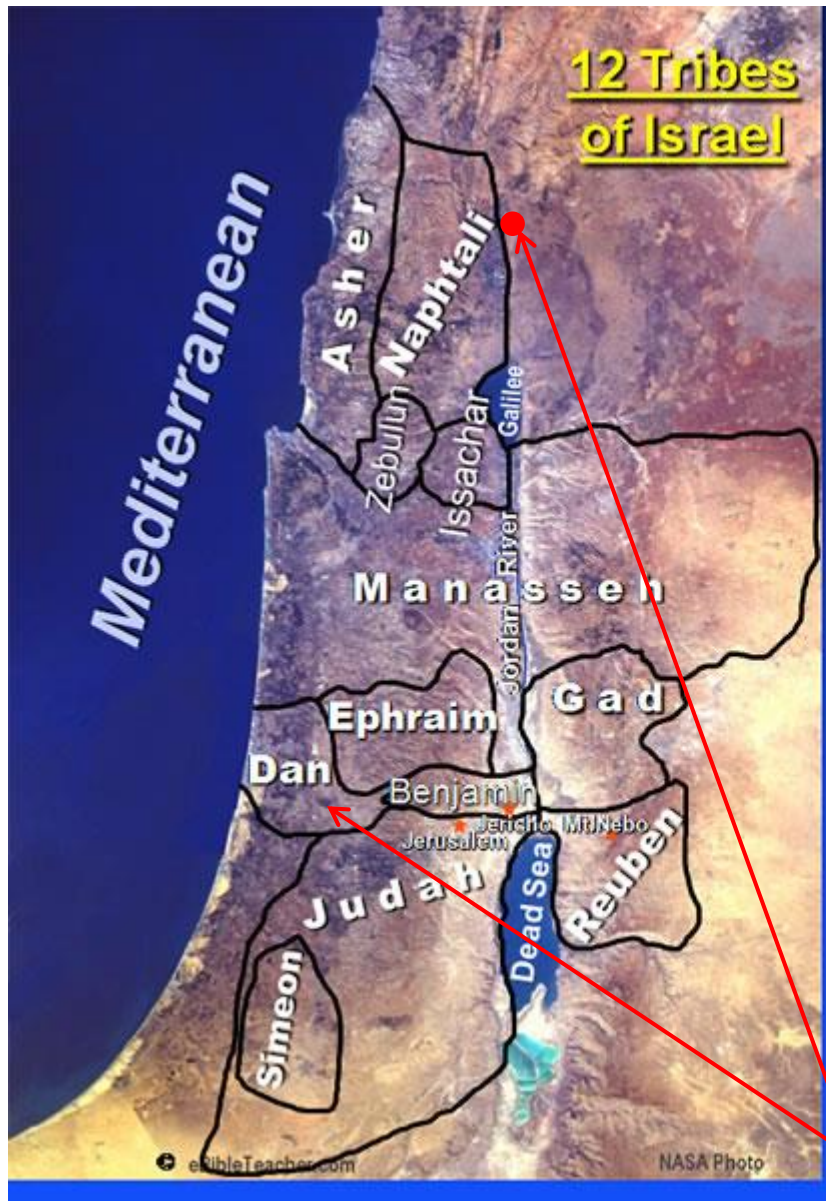 12 Tribes
of Israel
Mediterranean
Asher
Naphtali
Galilee
Zebulun
Issachar
Jordan River
Manasseh
Ephraim
Gad
Dan
Benjamin
Jericho
Mt Nebo
Jerusalem
Judah
Dead Sea
Reuben
Simeon
© eBibleTeacher.com
NASA Photo